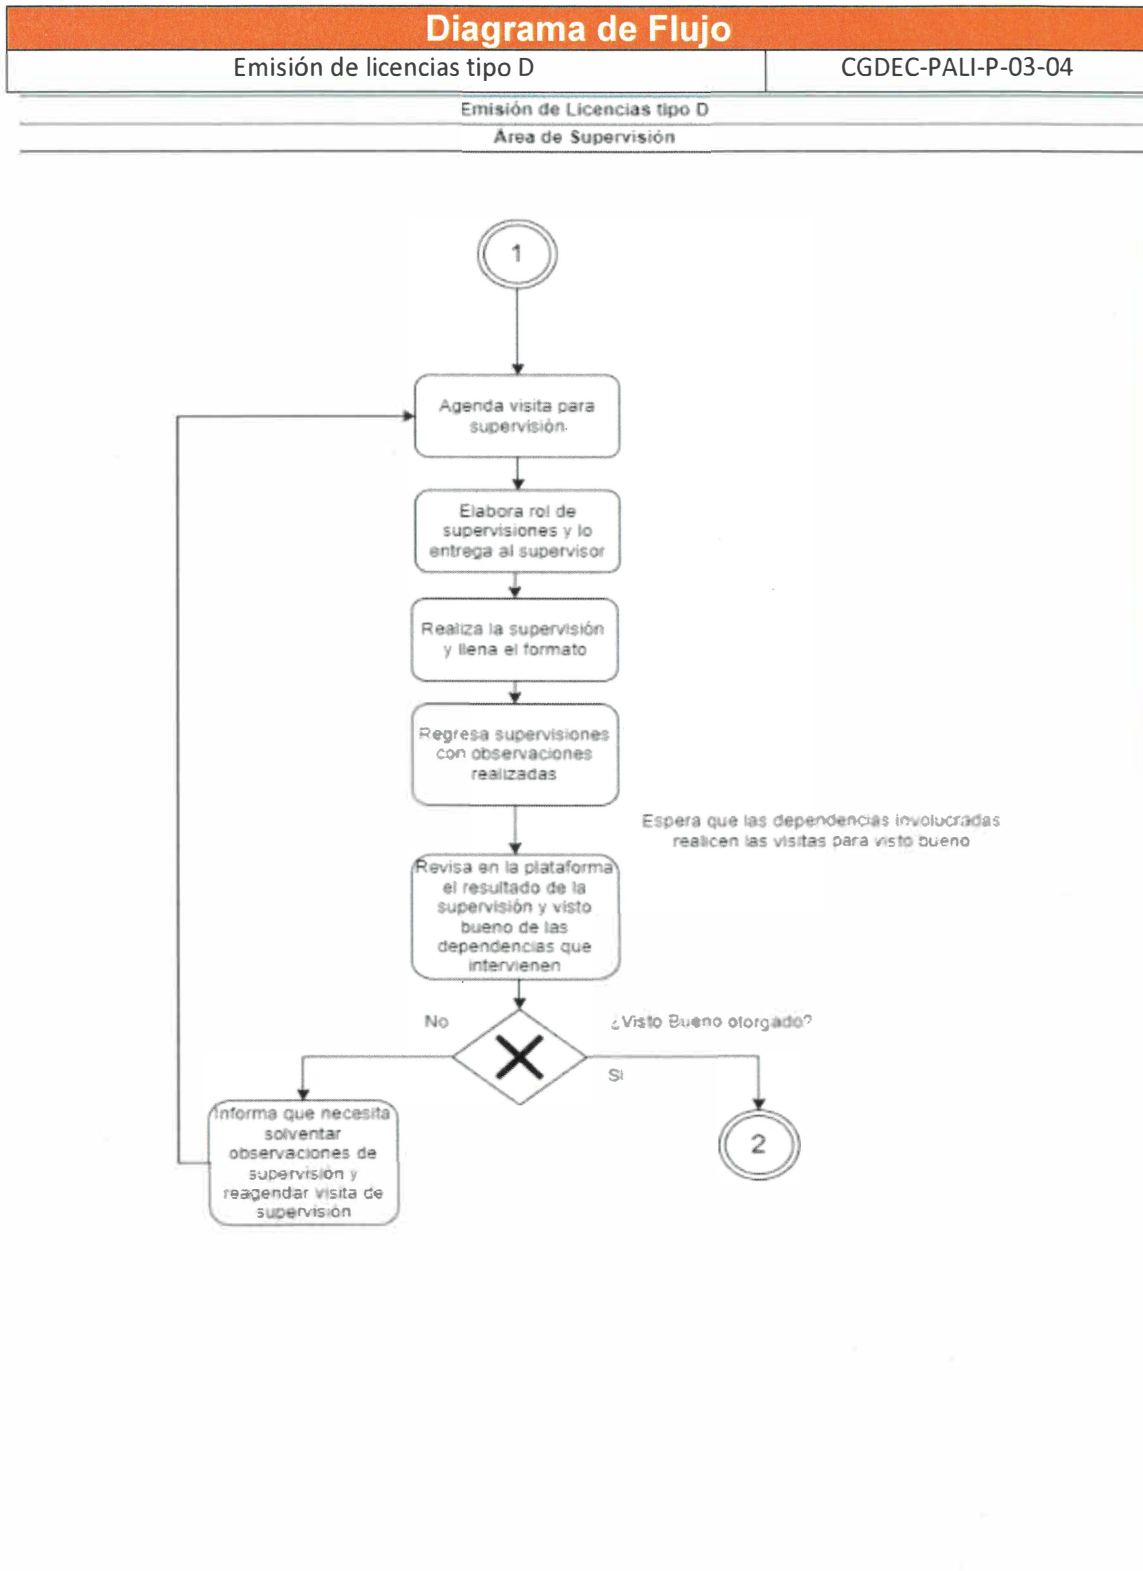 Diagrama de Flujo
Emisión de licencias tipo D
CGDEC-PALI-P-03-04
Emisión de Licencias tipo D
Área de Supervisión
1
Agenda visita para
supervisión.
Elabora rol de
supervisiones y lo
entrega al supervisor
Realiza la supervisión
y llena el formato
Regresa supervisiones
con observaciones
realizadas
Espera que las dependencias involucradas
realicen las visitas para visto bueno
Revisa en la plataforma
el resultado de la
supervisión y visto
bueno de las
dependencias que
intervienen
No
¿Visto Bueno otorgado?
Si
Informa que necesita
solventar
observaciones de
supervisión y
reagendar visita de
supervisión
2